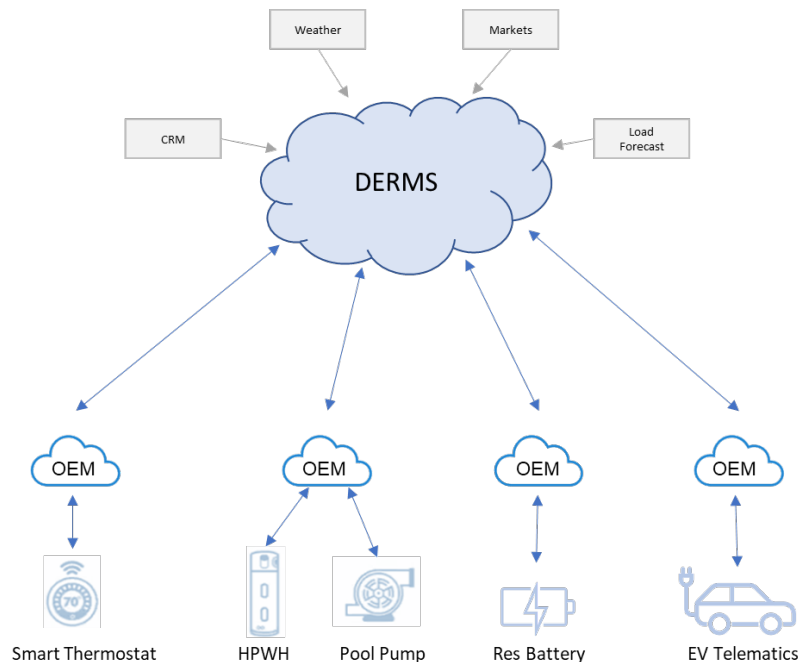 Weather
Markets
CRM
Load
Forecast
DERMS
OEM
OEM
OEM
OEM
70°
Smart Thermostat
HPWH
Pool Pump
Res Battery
EV Telematics